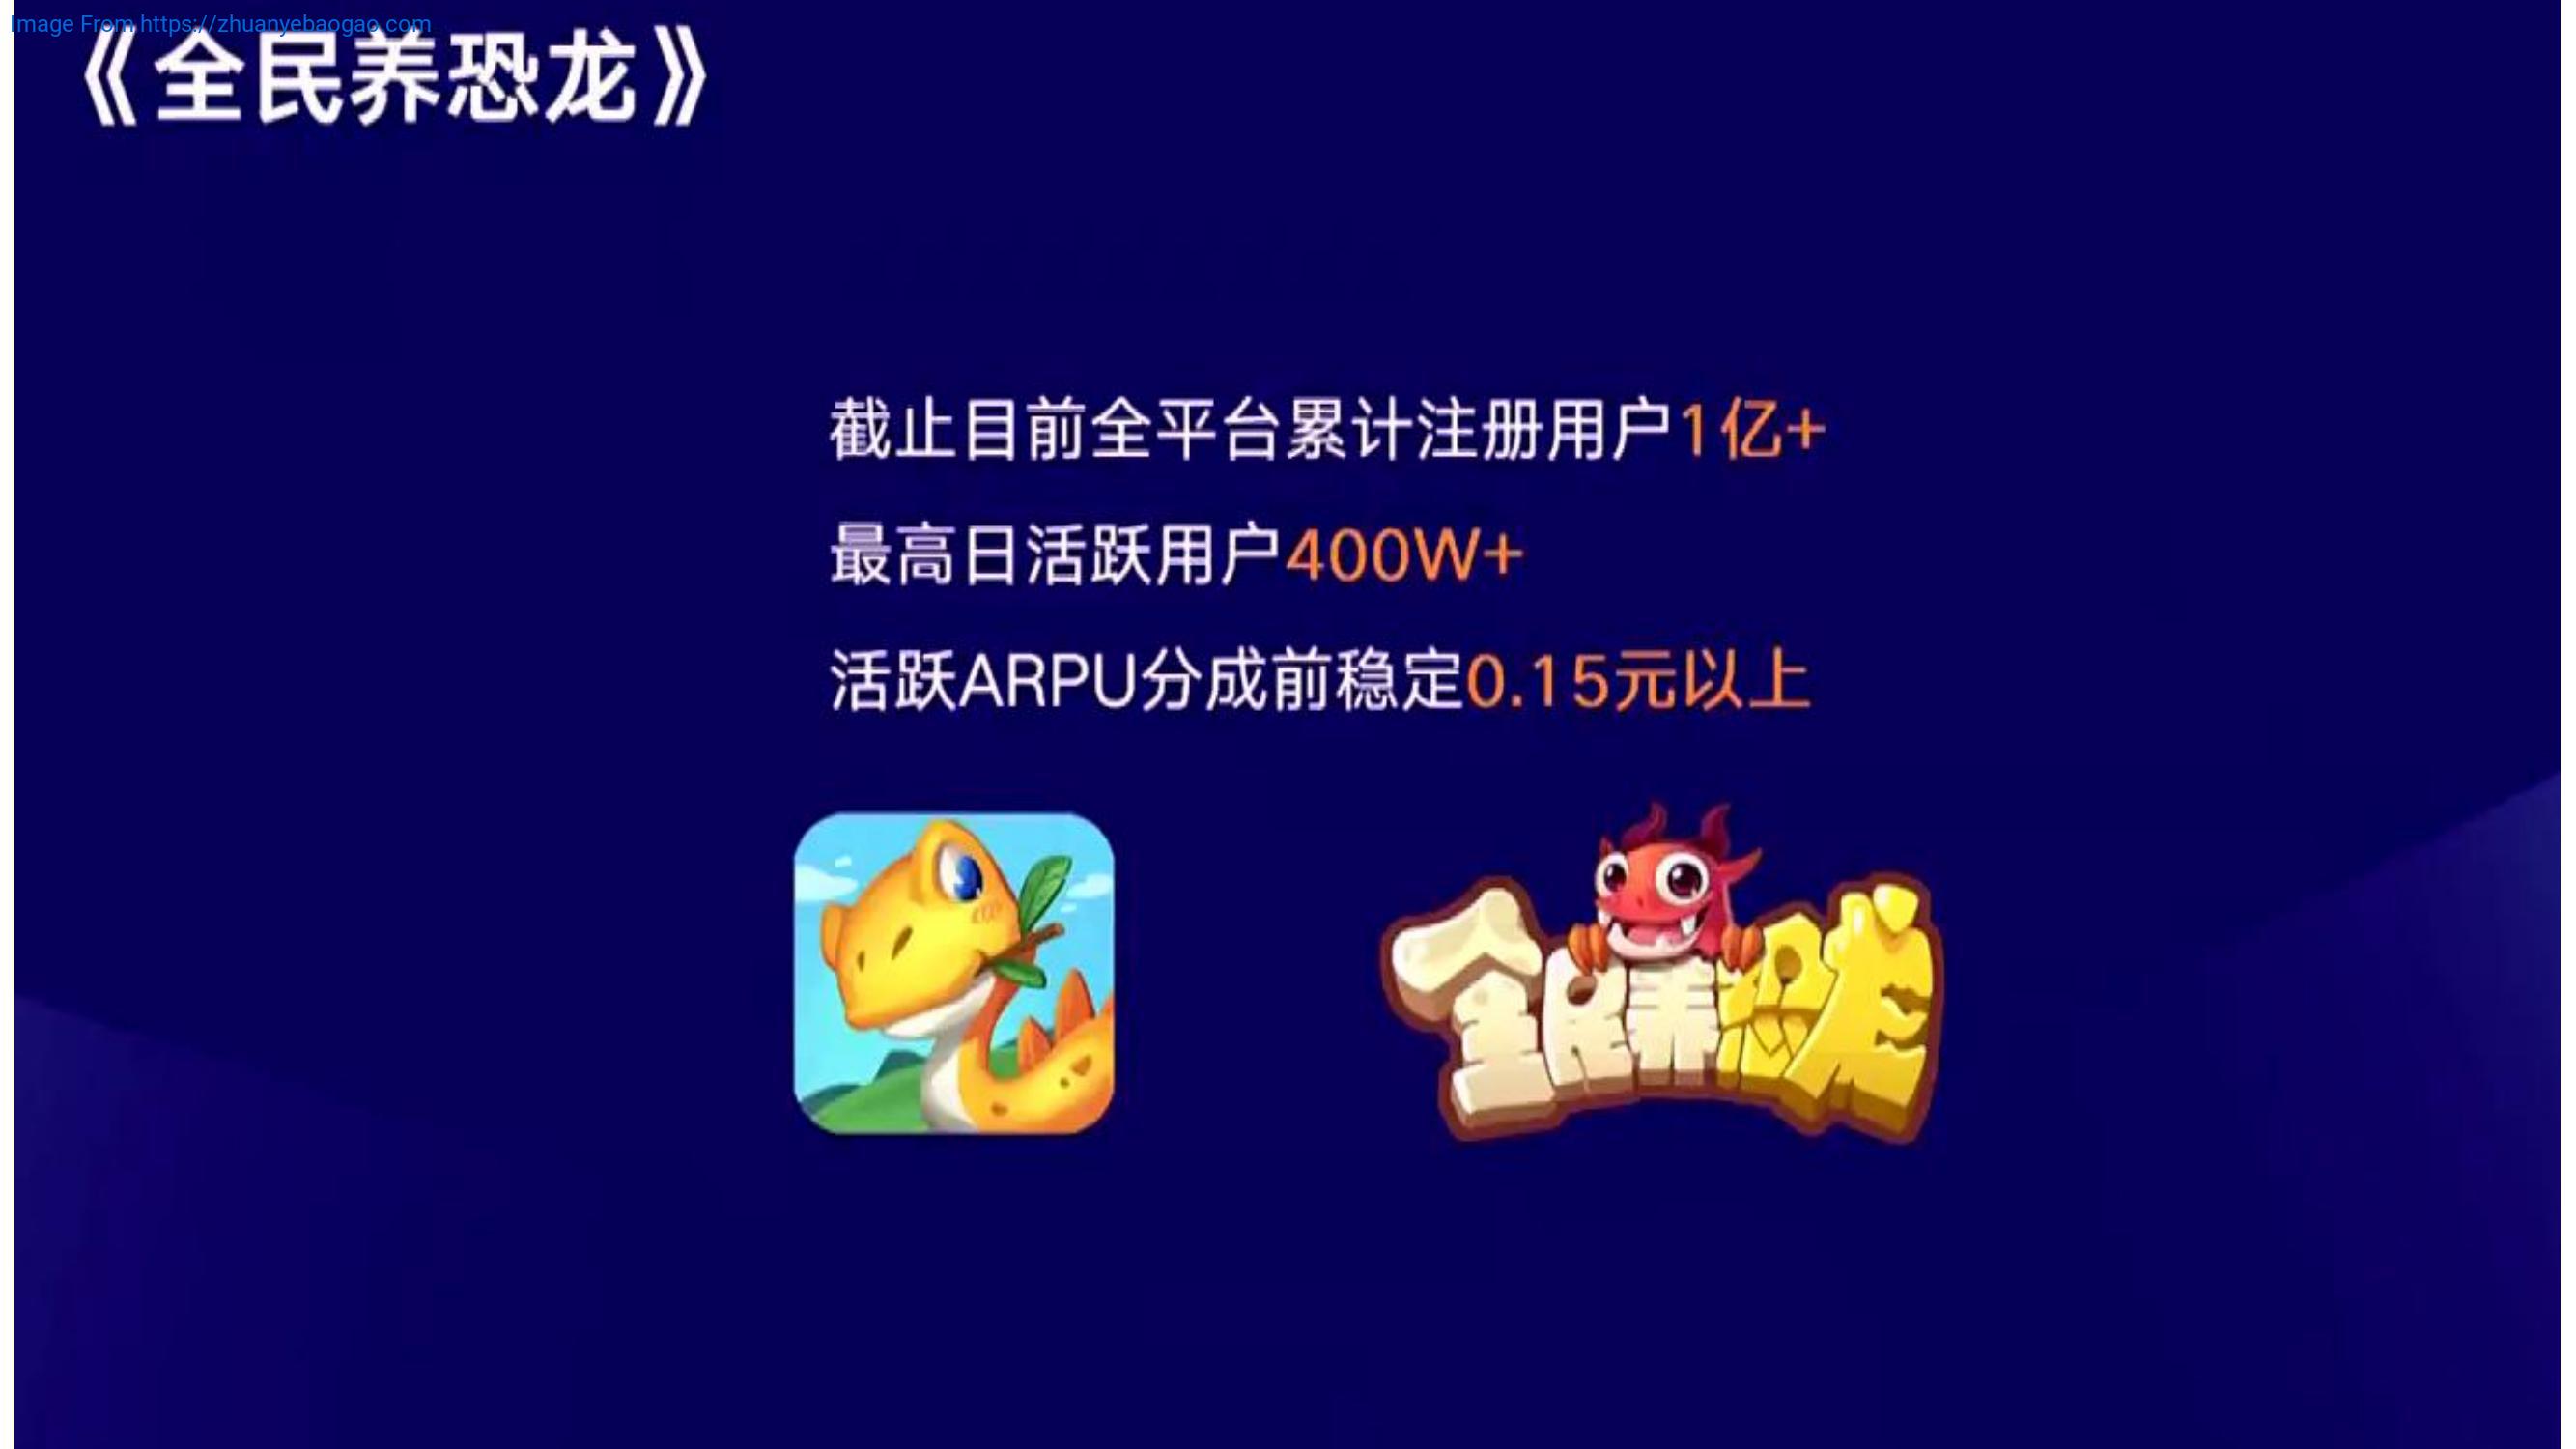 Image From https://zhuanyebaogao.com
《全民养恐龙》
截止目前全平台累计注册用户1亿+
最高日活跃用户400W+
活跃ARPU分成前稳定0.15元以上
全民养恐龙